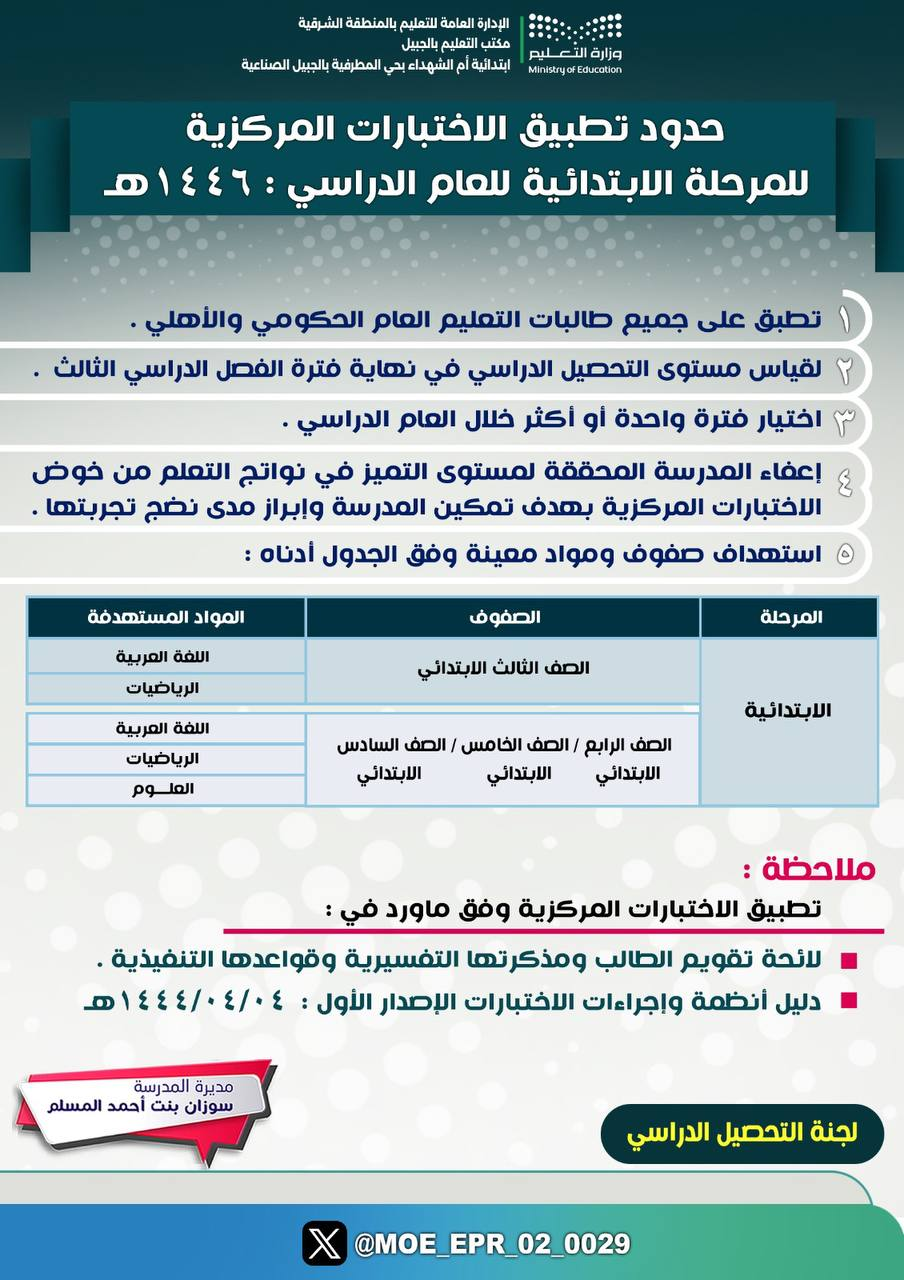 الإدارة العامة للتعليم بالمنطقة الشرقية
مكتب التعليم بالجبيل
ابتدائية أم الشهداء بحي المطرفية بالجبيل الصناعية
وزارة التعـــليم
Ministry of Education
حدود تطبيق الاختبارات المركزية
للمرحلة الابتدائية للعام الدراسي : ١٤٤٦هـ
١ تطبق على جميع طالبات التعليم العام الحكومي والأهلي .
٢ لقياس مستوى التحصيل الدراسي في نهاية فترة الفصل الدراسي الثالث .
٣ اختيار فترة واحدة أو أكثر خلال العام الدراسي .
٤ إعفاء المدرسة المحققة لمستوى التميز في نواتج التعلم من خوض
الاختبارات المركزية بهدف تمكين المدرسة وإبراز مدى نضج تجربتها .
٥ استهداف صفوف ومواد معينة وفق الجدول أدناه :
المرحلة الصفوف المواد المستهدفة
الابتدائية
الصف الثالث الابتدائي
اللغة العربية
الرياضيات
الصف الرابع / الصف الخامس / الصف السادس
الابتدائي الابتدائي الابتدائي
اللغة العربية
الرياضيات
العلـــوم
ملاحظة :
تطبيق الاختبارات المركزية وفق ماورد في :
لائحة تقويم الطالب ومذكرتها التفسيرية وقواعدها التنفيذية .
دليل أنظمة وإجراءات الاختبارات الإصدار الأول : ١٤٤٤/٠٤/٠٤هـ
مديرة المدرسة
سوزان بنت أحمد المسلم
لجنة التحصيل الدراسي
@MOE_EPR_02_0029